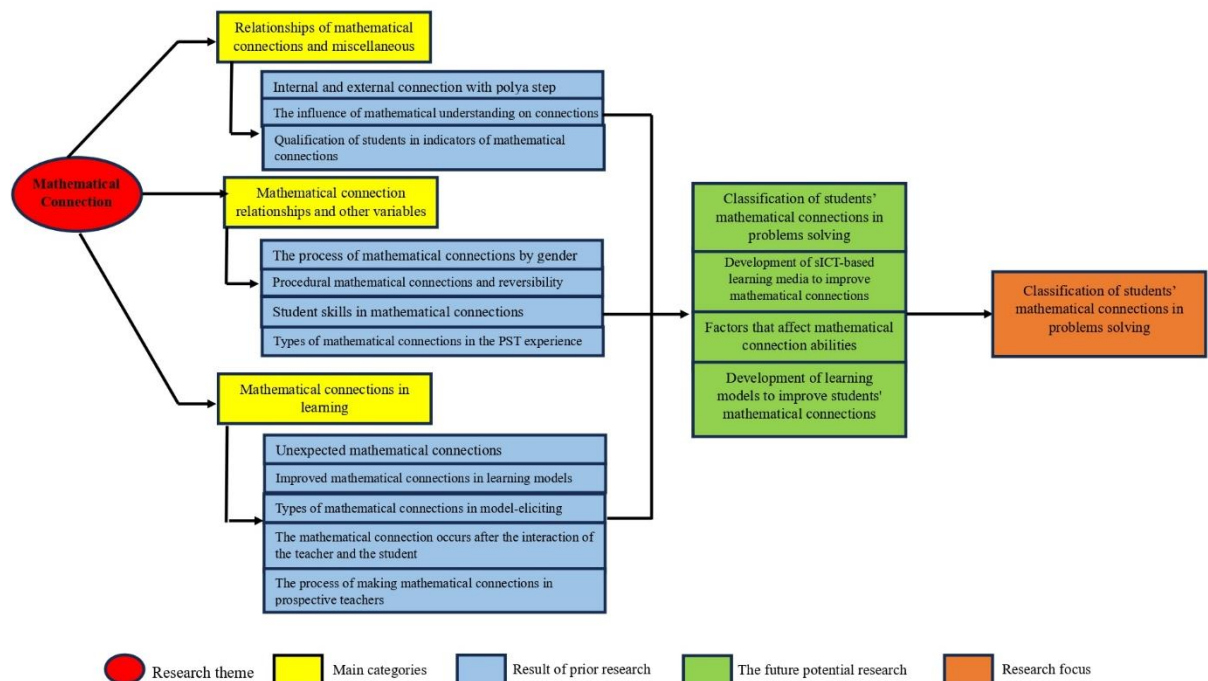 Relationships of mathematical
connections and miscellaneous
Internal and external connection with polya step
The influence of mathematical understanding on connections
Qualification of students in indicators of mathematical
connections
Mathematical
Connection
Mathematical connection
relationships and other variables
The process of mathematical connections by gender
Procedural mathematical connections and reversibility
Student skills in mathematical connections
Types of mathematical connections in the PST experience
Mathematical connections in
learning
Unexpected mathematical connections
Improved mathematical connections in learning models
Types of mathematical connections in model-eliciting
The mathematical connection occurs after the interaction of
the teacher and the student
The process of making mathematical connections in
prospective teachers
Classification of students’
mathematical connections in
problems solving
Development of sICT-based
learning media to improve
mathematical connections
Factors that affect mathematical
connection abilities
Development of learning
models to improve students'
mathematical connections
Classification of students’
mathematical connections in
problems solving
Research theme
Main categories
Result of prior research
The future potential research
Research focus